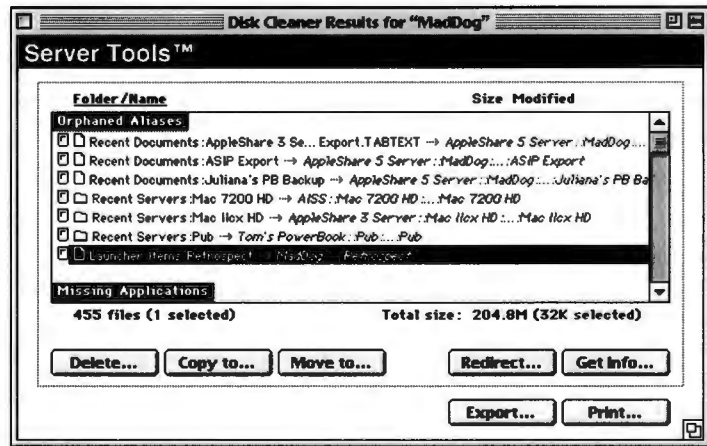 Disk Cleaner Results for “MadDog”
Server Tools™
Folder/Name Size Modified
Orphaned Aliases
Recent Documents:AppleShare 3 Se... Export.TABTEXT → AppleShare 5 Server::MadDog:...
Recent Documents:ASIP Export → AppleShare 5 Server::MadDog:...:ASIP Export
Recent Documents:Juliana's PB Backup → AppleShare 5 Server::MadDog:...:Juliana's PB Ba
Recent Servers:Mac 7200 HD → AISS::Mac 7200 HD:...:Mac 7200 HD
Recent Servers:Mac IIcx HD → AppleShare 3 Server::Mac IIcx HD:...:Mac IIcx HD
Recent Servers:Pub → Tom's PowerBook::Pub:...:Pub
Launcher Items:Retrospect → MadDog Retrospect
Missing Applications
455 files (1 selected) Total size: 204.8M (32K selected)
Delete... Copy to... Move to... Redirect... Get Info...
Export... Print...